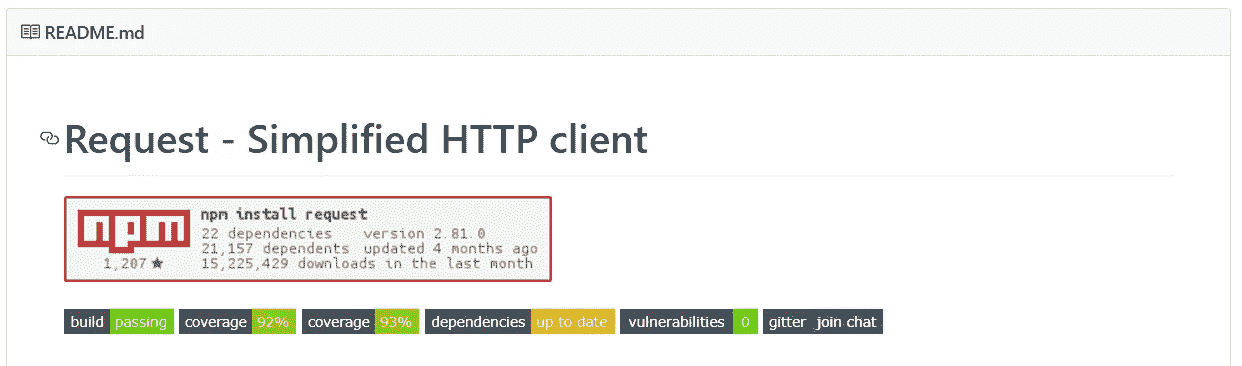 README.md
Request - Simplified HTTP client
npm
npm install request
22 dependencies version 2.81.0
21,157 dependents updated 4 months ago
1,207 ★ 15,225,429 downloads in the last month
build passing coverage 92% coverage 93% dependencies up to date vulnerabilities 0 gitter join chat